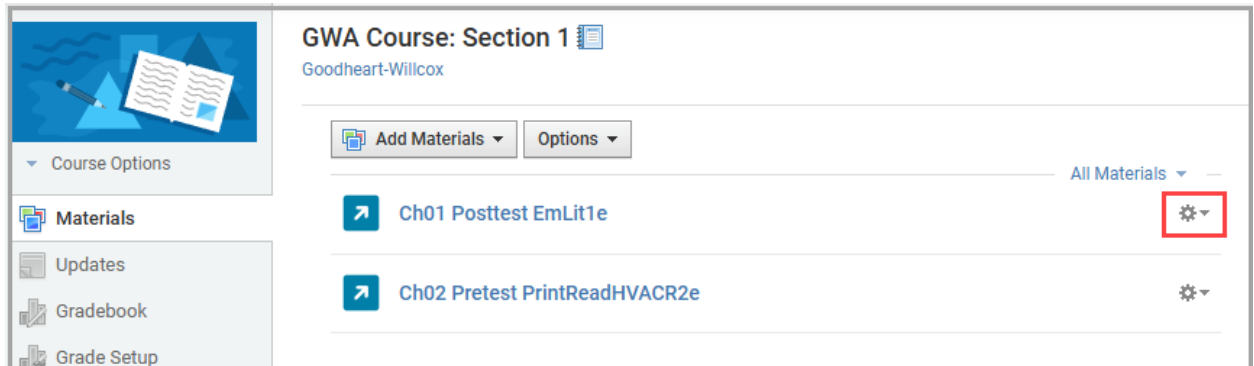 GWA Course: Section 1
Goodheart-Willcox
Course Options
Materials
Updates
Gradebook
Grade Setup
Add Materials
Options
All Materials
Ch01 Posttest EmLit1e
Ch02 Pretest PrintReadHVACR2e